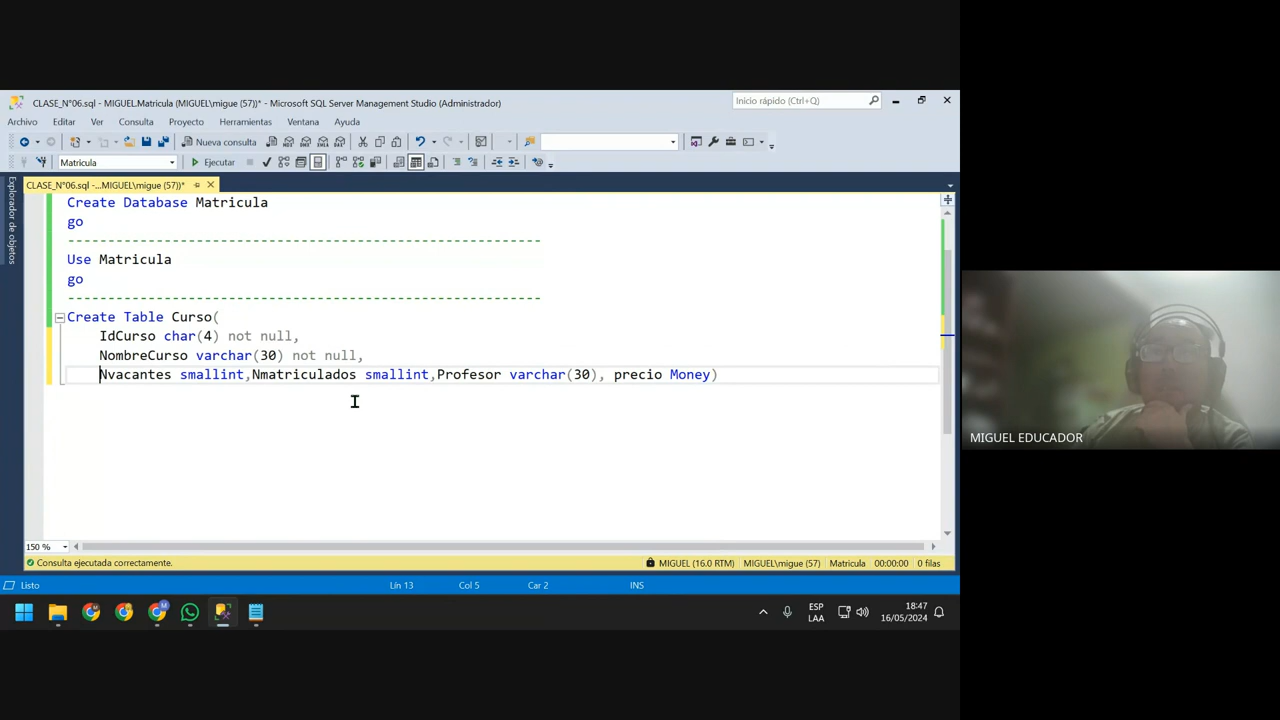 CLASE_N°06.sql - MIGUEL.Matricula (MIGUEL\migue (57))* - Microsoft SQL Server Management Studio (Administrador)
Inicio rápido (Ctrl+Q)
Archivo Editar Ver Consulta Proyecto Herramientas Ventana Ayuda
Nueva consulta
Matricula
Ejecutar
CLASE_N°06.sql -...MIGUEL\migue (57))*
Explorador de objetos
Create Database Matricula
go
-----------------------------------------------------------
Use Matricula
go
-----------------------------------------------------------
Create Table Curso(
IdCurso char(4) not null,
NombreCurso varchar(30) not null,
Nvacantes smallint,Nmatriculados smallint,Profesor varchar(30), precio Money)
MIGUEL EDUCADOR
150 %
Consulta ejecutada correctamente.
MIGUEL (16.0 RTM) MIGUEL\migue (57) Matricula 00:00:00 0 filas
Listo
Lín 13
Col 5
Car 2
INS
ESP
LAA
18:47
16/05/2024